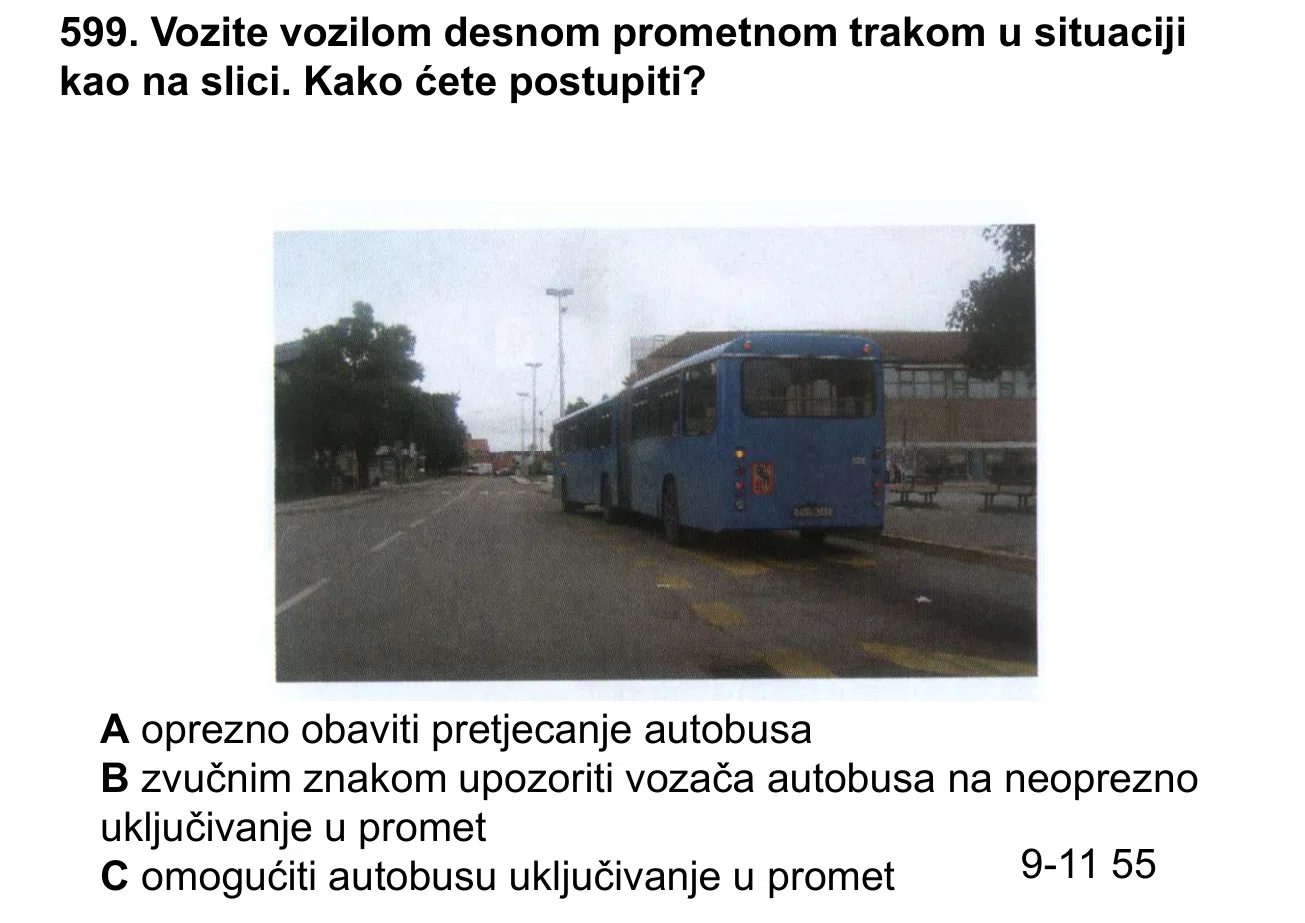 599. Vozite vozilom desnom prometnom trakom u situaciji
kao na slici. Kako ćete postupiti?
A oprezno obaviti pretjecanje autobusa
B zvučnim znakom upozoriti vozača autobusa na neoprezno
uključivanje u promet
C omogućiti autobusu uključivanje u promet
9-11 55